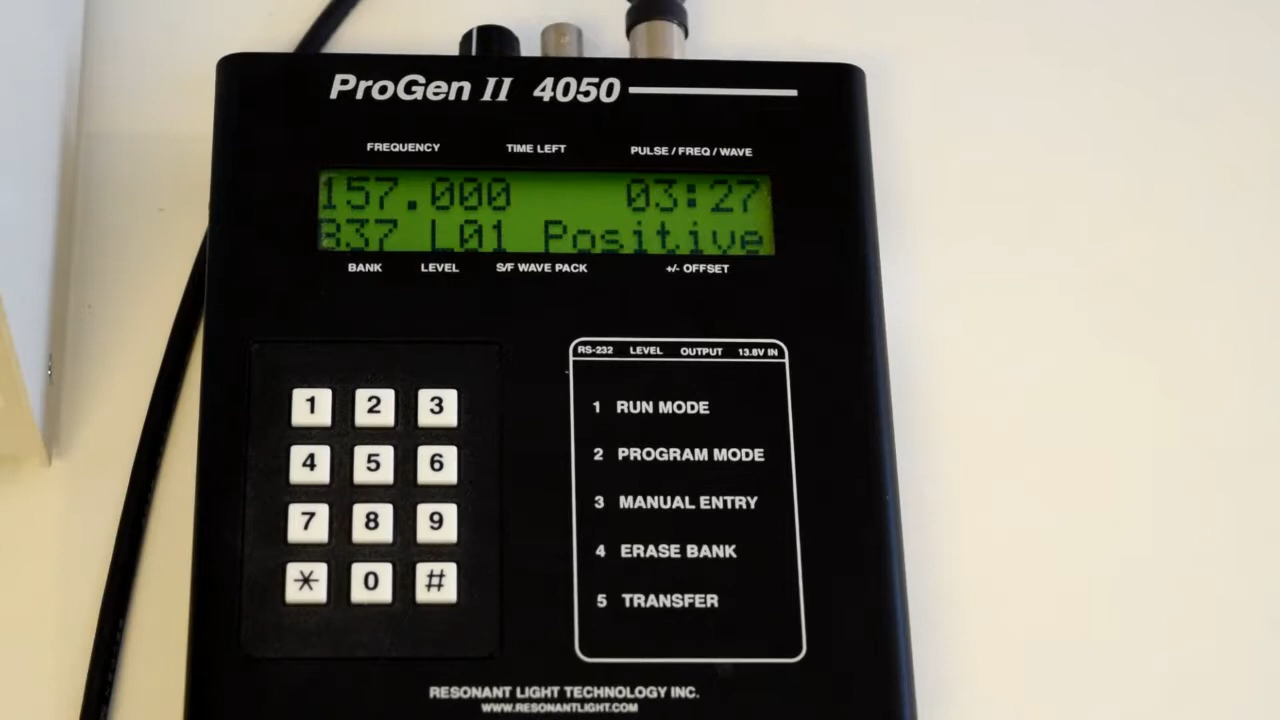 ProGen II 4050
FREQUENCY TIME LEFT PULSE / FREQ / WAVE
157.000 03:27
B37 L01 Positive
BANK LEVEL S/F WAVE PACK +/- OFFSET
RS-232 LEVEL OUTPUT 13.8V IN
1 RUN MODE
2 PROGRAM MODE
3 MANUAL ENTRY
4 ERASE BANK
5 TRANSFER
1 2 3
4 5 6
7 8 9
* 0 #
RESONANT LIGHT TECHNOLOGY INC.
WWW.RESONANTLIGHT.COM